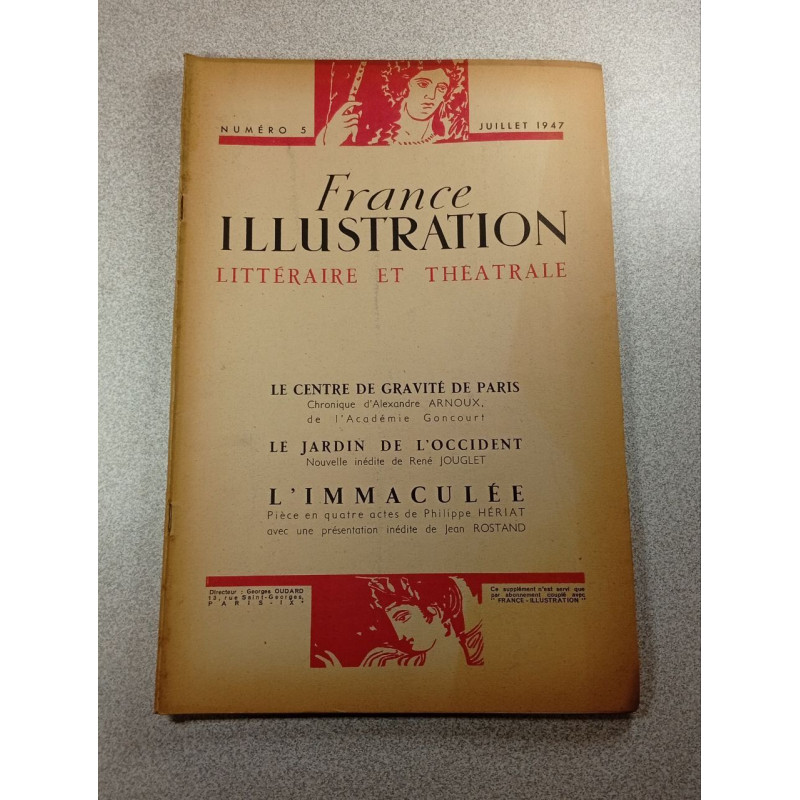 NUMÉRO 5
JUILLET 1947
France
ILLUSTRATION
LITTÉRAIRE ET THÉATRALE
LE CENTRE DE GRAVITÉ DE PARIS
Chronique d'Alexandre ARNOUX,
de l'Académie Goncourt
LE JARDIN DE L'OCCIDENT
Nouvelle inédite de René JOUGLET
L'IMMACULÉE
Pièce en quatre actes de Philippe HÉRIAT
avec une présentation inédite de Jean ROSTAND
Directeur : Georges OUDARD
13, rue Saint-Georges,
PARIS-IXe
Ce supplément c'est servi que
par abonnement couplé avec
"FRANCE-ILLUSTRATION"